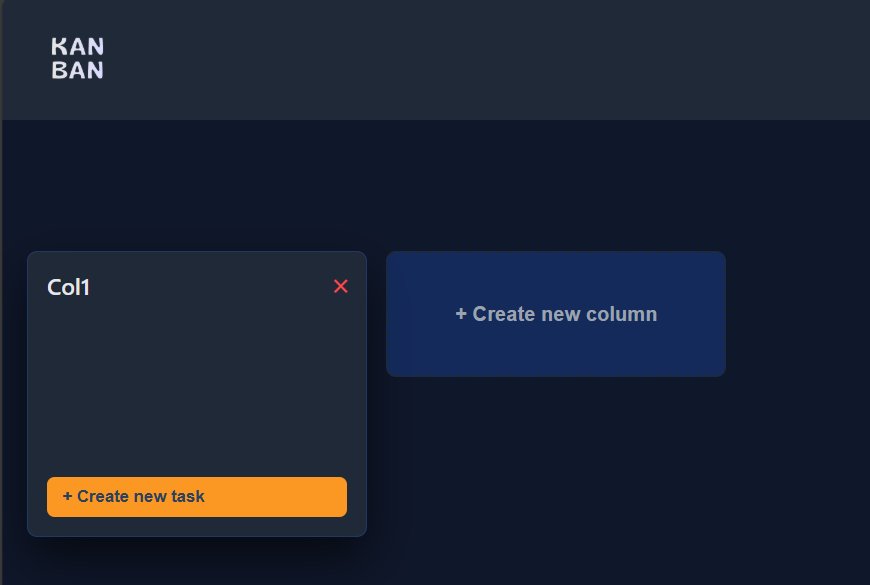 KAN
BAN
Col1
+ Create new column
+ Create new task